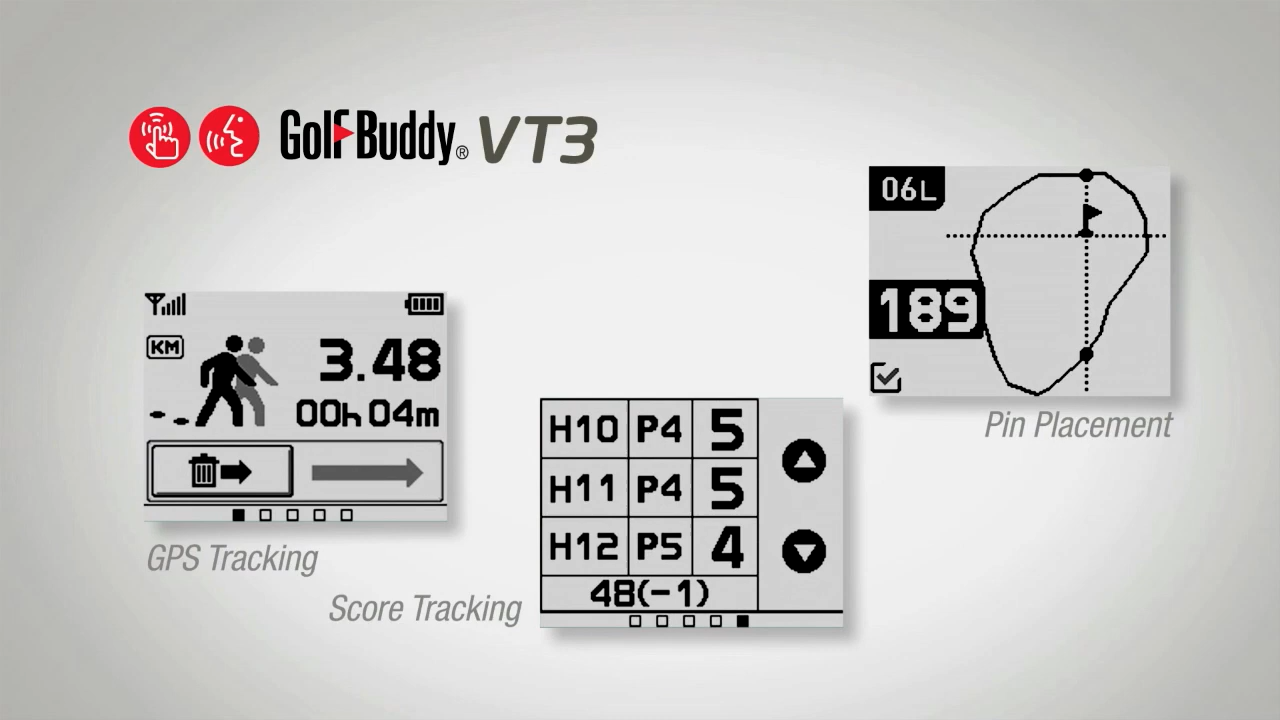 GolfBuddy® VT3
06L
189
Pin Placement
KM
3.48
00h 04m
GPS Tracking
H10 P4 5
H11 P4 5
H12 P5 4
48(-1)
Score Tracking